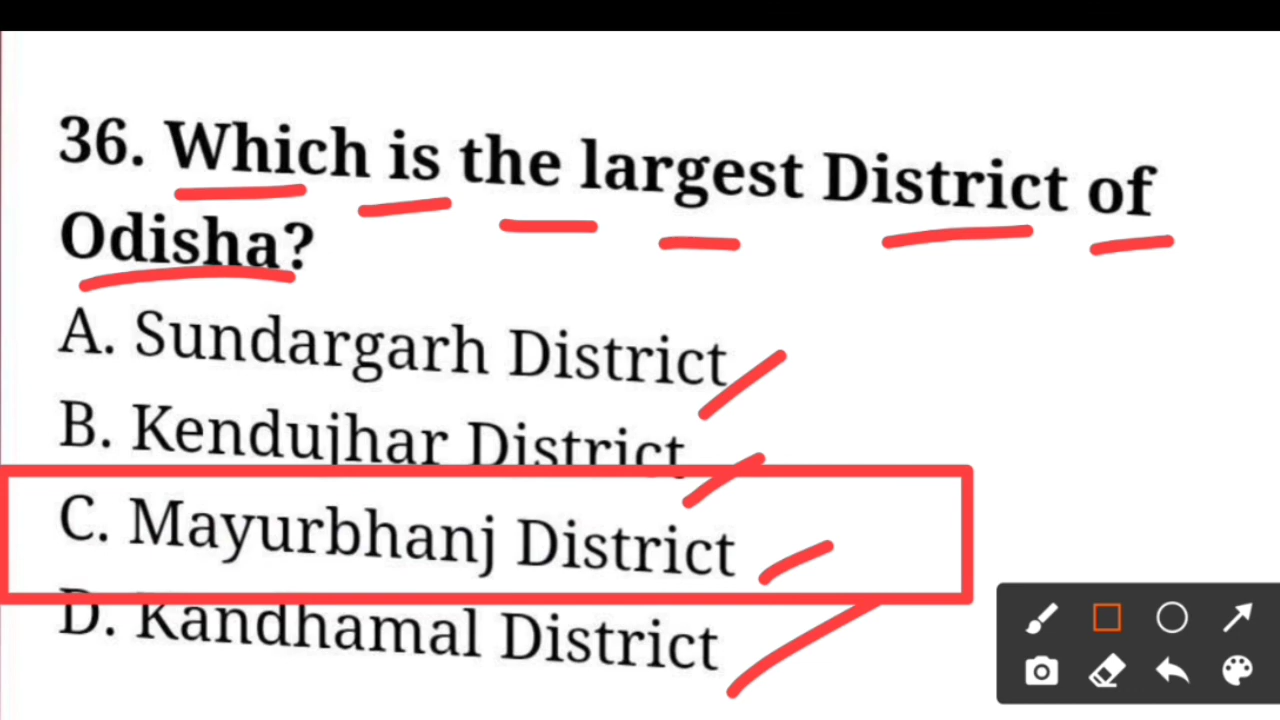 36. Which is the largest District of
Odisha?
A. Sundargarh District
B. Kendujhar District
C. Mayurbhanj District
D. Kandhamal District